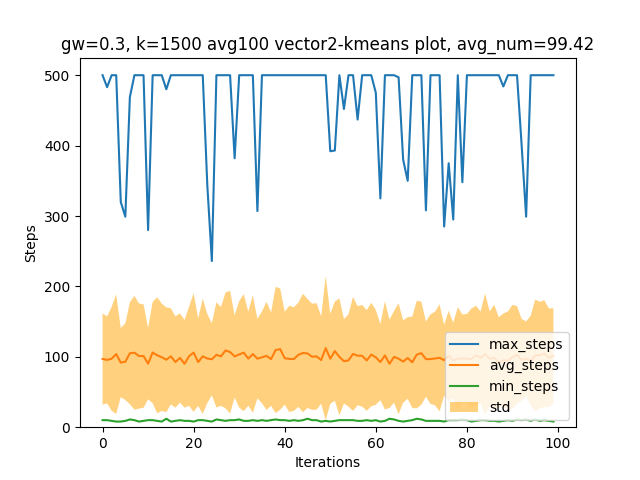 gw=0.3, k=1500 avg100 vector2-kmeans plot, avg_num=99.42
500
400
300
200
100
0
Steps
max_steps
avg_steps
min_steps
std
0
20
40
60
80
100
Iterations